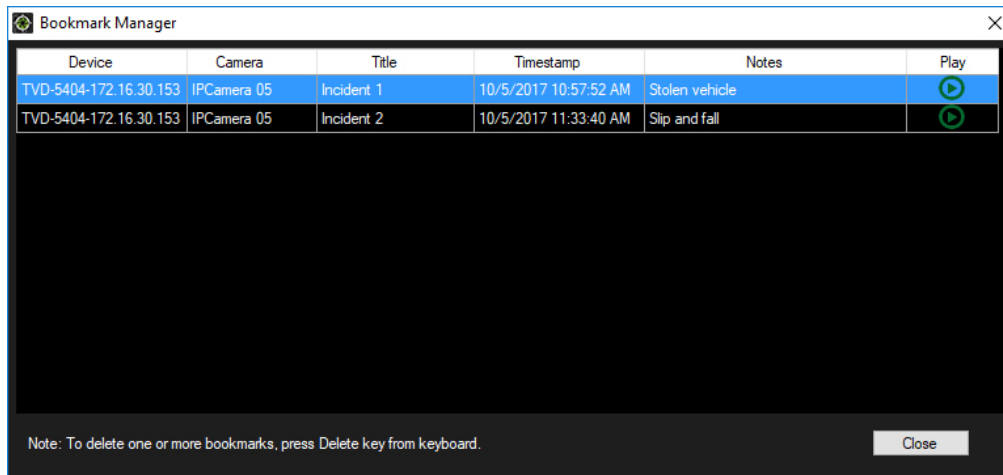 Bookmark Manager
Device Camera Title Timestamp Notes Play
TVD-5404-172.16.30.153 IPCamera 05 Incident 1 10/5/2017 10:57:52 AM Stolen vehicle
TVD-5404-172.16.30.153 IPCamera 05 Incident 2 10/5/2017 11:33:40 AM Slip and fall
Note: To delete one or more bookmarks, press Delete key from keyboard.
Close